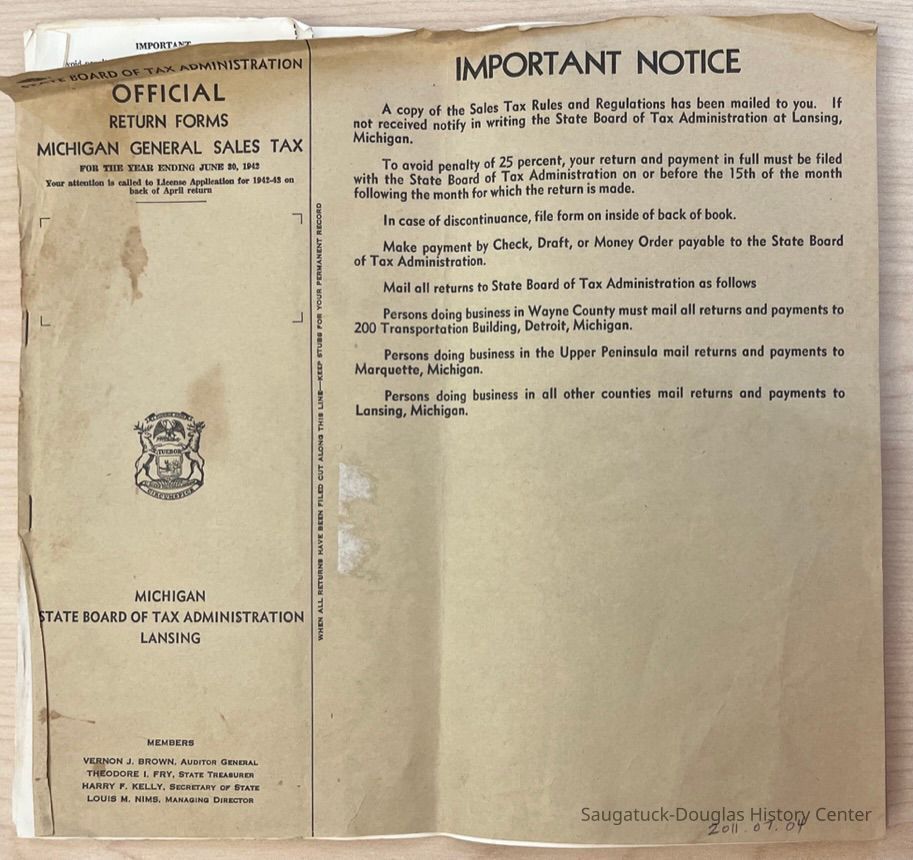 IMPORTANT
STATE BOARD OF TAX ADMINISTRATION
OFFICIAL
RETURN FORMS
MICHIGAN GENERAL SALES TAX
FOR THE YEAR ENDING JUNE 30, 1942
Your attention is called to License Application for 1942-43 on
back of April return
TUEBOR
CIRCUMSPICE
MICHIGAN
STATE BOARD OF TAX ADMINISTRATION
LANSING
MEMBERS
VERNON J. BROWN, AUDITOR GENERAL
THEODORE I. FRY, STATE TREASURER
HARRY F. KELLY, SECRETARY OF STATE
LOUIS M. NIMS, MANAGING DIRECTOR
WHEN ALL RETURNS HAVE BEEN FILED CUT ALONG THIS LINE—KEEP STUBS FOR YOUR PERMANENT RECORD
IMPORTANT NOTICE
A copy of the Sales Tax Rules and Regulations has been mailed to you. If
not received notify in writing the State Board of Tax Administration at Lansing,
Michigan.
To avoid penalty of 25 percent, your return and payment in full must be filed
with the State Board of Tax Administration on or before the 15th of the month
following the month for which the return is made.
In case of discontinuance, file form on inside of back of book.
Make payment by Check, Draft, or Money Order payable to the State Board
of Tax Administration.
Mail all returns to State Board of Tax Administration as follows
Persons doing business in Wayne County must mail all returns and payments to
200 Transportation Building, Detroit, Michigan.
Persons doing business in the Upper Peninsula mail returns and payments to
Marquette, Michigan.
Persons doing business in all other counties mail returns and payments to
Lansing, Michigan.
Saugatuck-Douglas History Center
2011.07.04